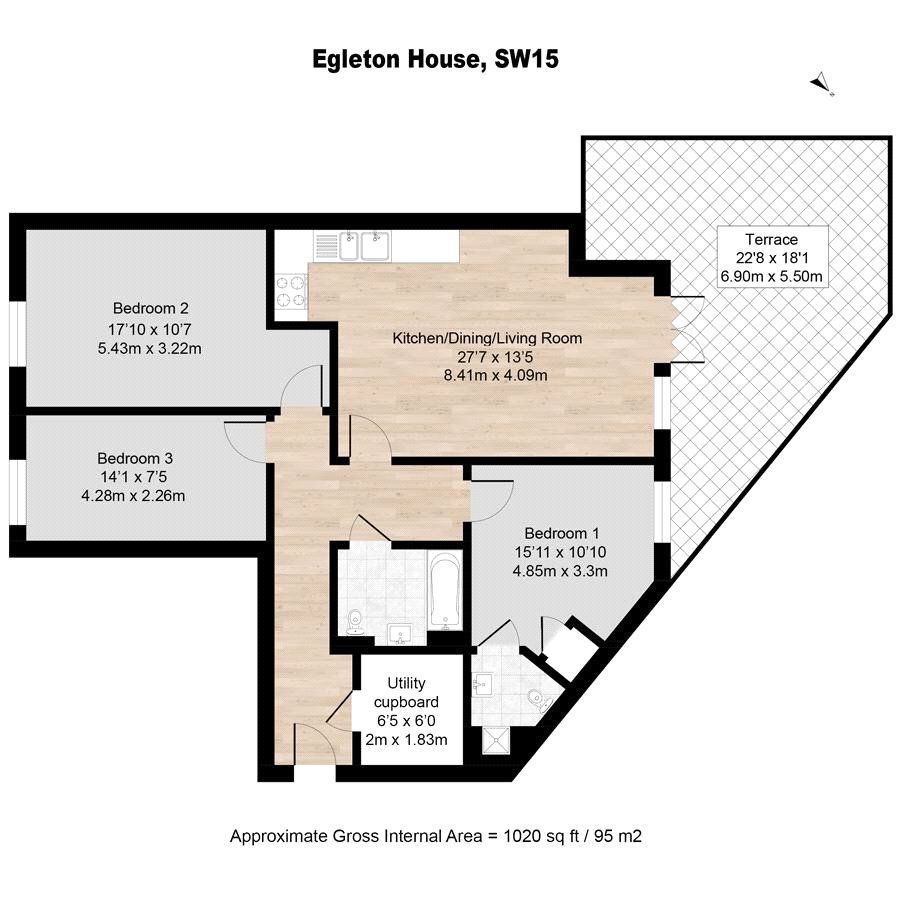 Egleton House, SW15
N
Terrace
22'8 x 18'1
6.90m x 5.50m
Bedroom 2
17'10 x 10'7
5.43m x 3.22m
Kitchen/Dining/Living Room
27'7 x 13'5
8.41m x 4.09m
Bedroom 3
14'1 x 7'5
4.28m x 2.26m
Bedroom 1
15'11 x 10'10
4.85m x 3.3m
Utility
cupboard
6'5 x 6'0
2m x 1.83m
Approximate Gross Internal Area = 1020 sq ft / 95 m2